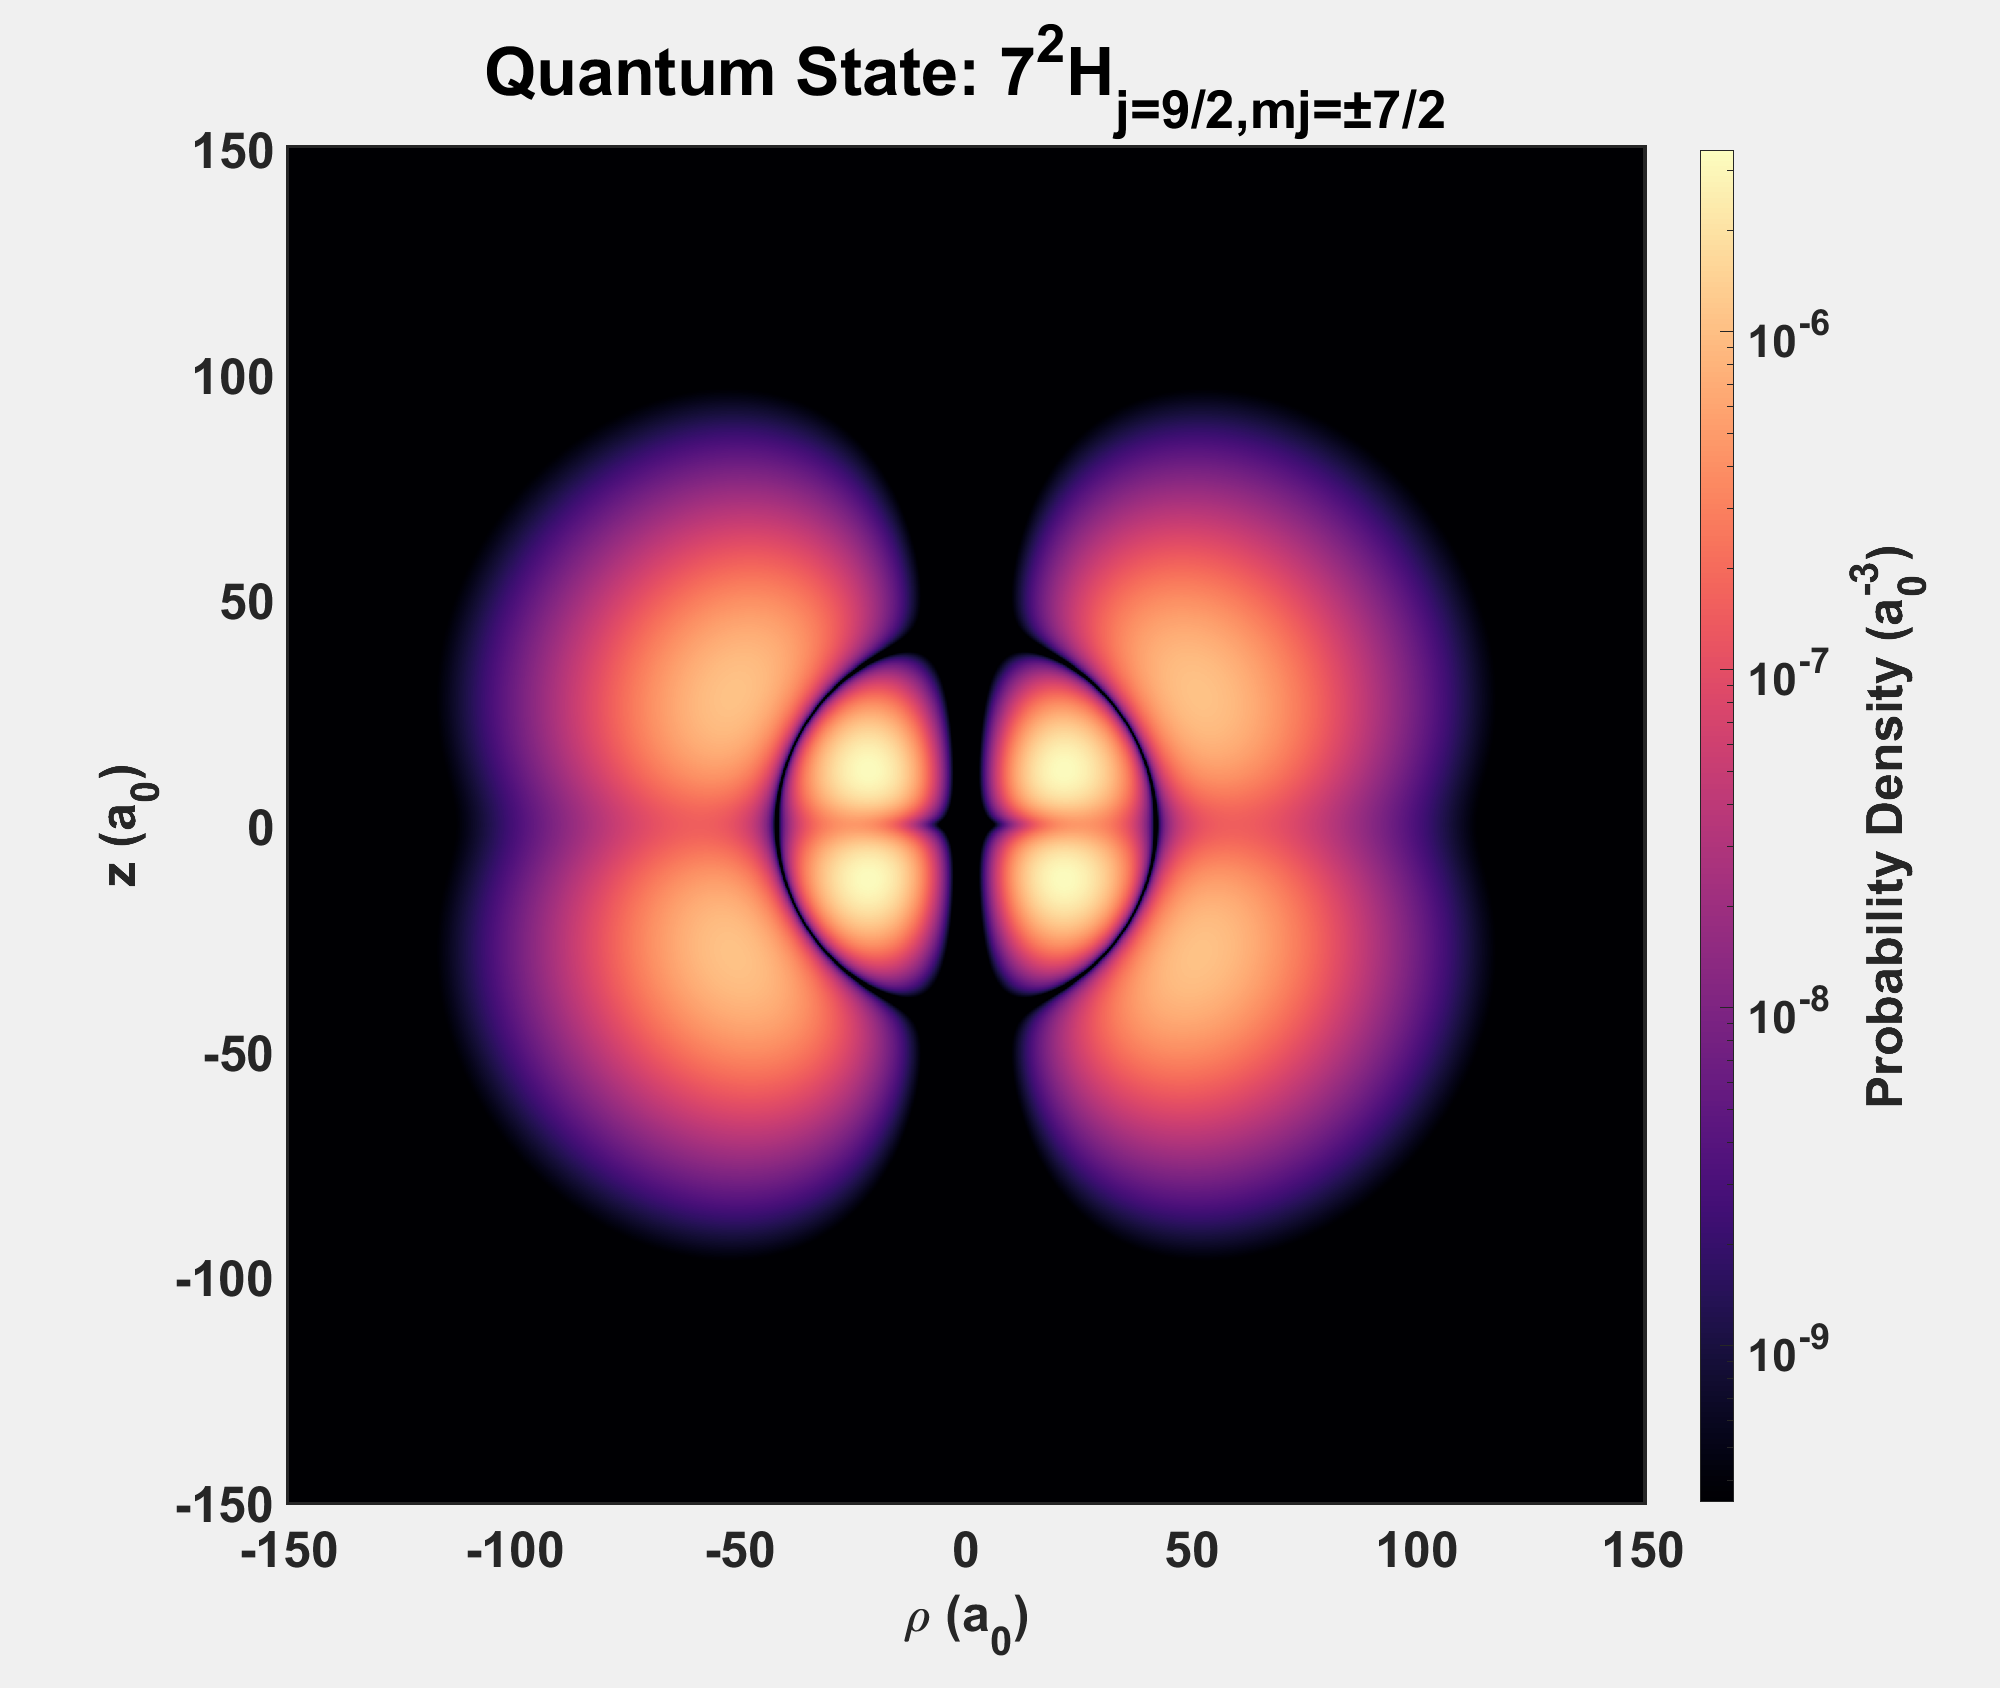 Quantum State: 7²H j=9/2,mj=±7/2
150
100
50
0
-50
-100
-150
z (a₀)
-150 -100 -50 0 50 100 150
ρ (a₀)
10⁻⁶
10⁻⁷
10⁻⁸
10⁻⁹
Probability Density (a₀⁻³)